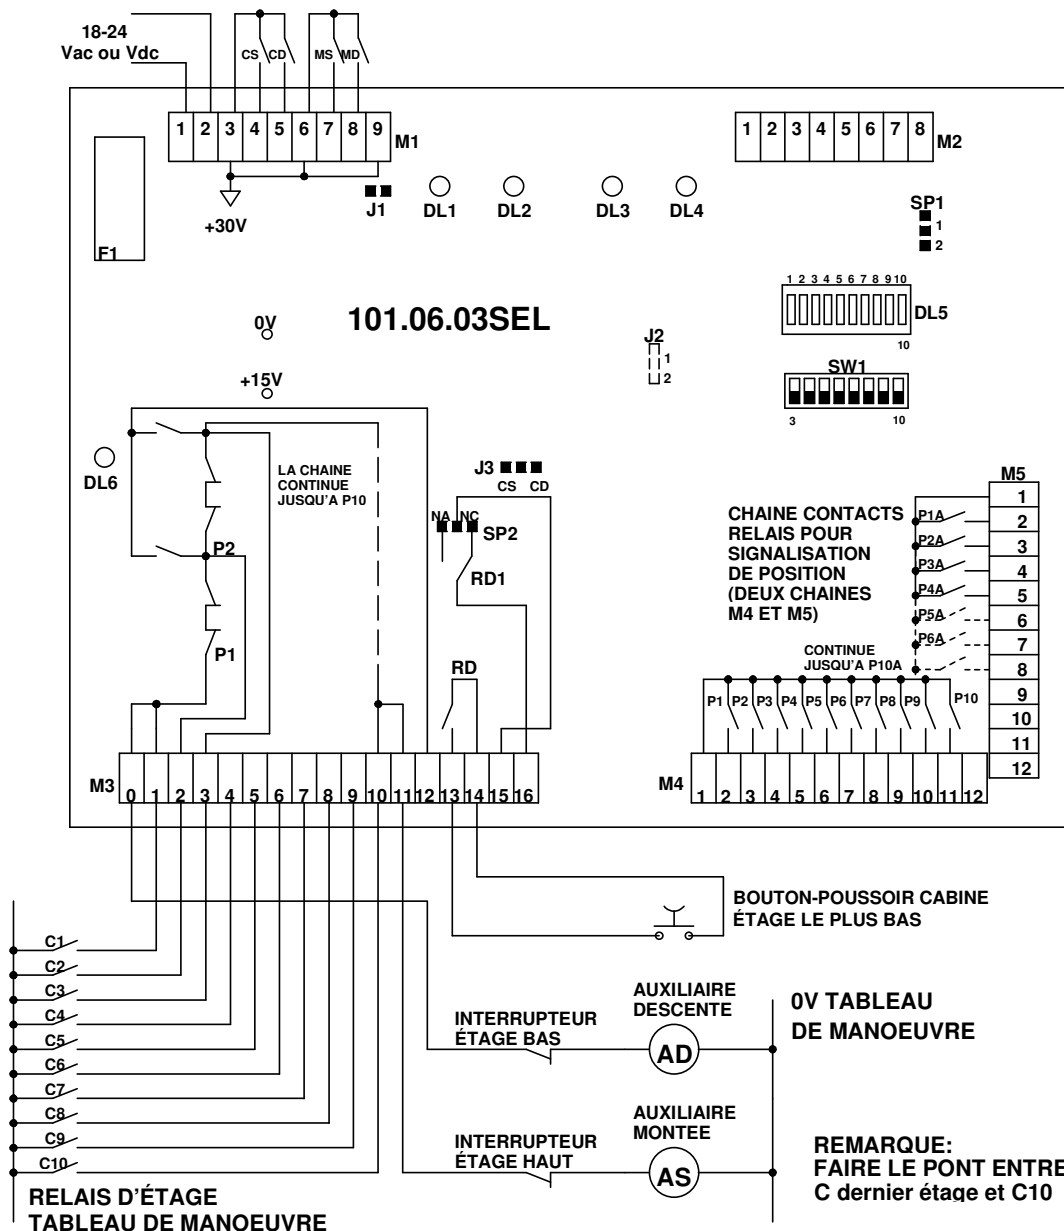 18-24
Vac ou Vdc
CS CD MS MD
1 2 3 4 5 6 7 8 9
M1
1 2 3 4 5 6 7 8
M2
+30V
J1
DL1
DL2
DL3
DL4
SP1
1
2
F1
1 2 3 4 5 6 7 8 9 10
DL5
10
0V
101.06.03SEL
J2
1
2
+15V
SW1
3 10
DL6
LA CHAINE
CONTINUE
JUSQU'A P10
J3
CS CD
NA NC
SP2
RD1
P2
P1
RD
CHAINE CONTACTS
RELAIS POUR
SIGNALISATION
DE POSITION
(DEUX CHAINES
M4 ET M5)
M5
1
P1A 2
P2A 3
P3A 4
P4A 5
P5A 6
P6A 7
8
9
10
11
12
CONTINUE
JUSQU'A P10A
P1 P2 P3 P4 P5 P6 P7 P8 P9 P10
M3
0 1 2 3 4 5 6 7 8 9 10 11 12 13 14 15 16
M4
1 2 3 4 5 6 7 8 9 10 11 12
BOUTON-POUSSOIR CABINE
ÉTAGE LE PLUS BAS
C1
C2
C3
C4
C5
C6
C7
C8
C9
C10
RELAIS D'ÉTAGE
TABLEAU DE MANOEUVRE
INTERRUPTEUR
ÉTAGE BAS
AUXILIAIRE
DESCENTE
AD
0V TABLEAU
DE MANOEUVRE
INTERRUPTEUR
ÉTAGE HAUT
AUXILIAIRE
MONTEE
AS
REMARQUE:
FAIRE LE PONT ENTRE
C dernier étage et C10